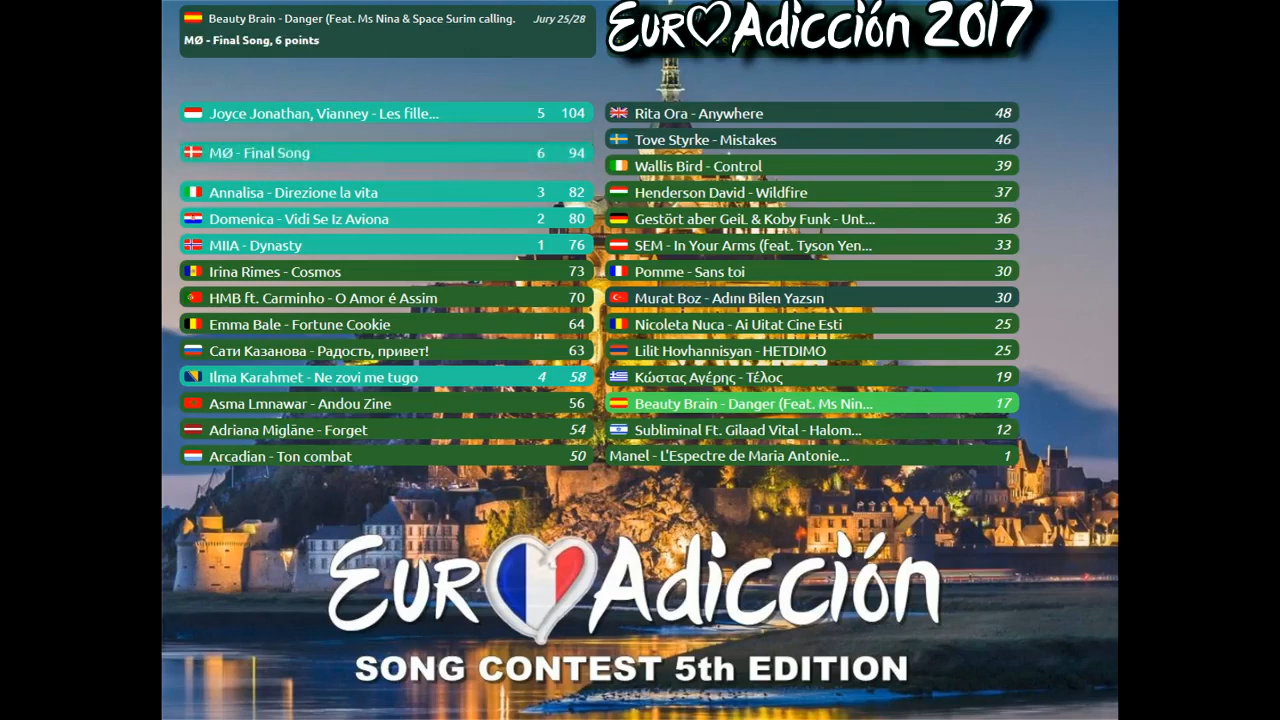 Beauty Brain - Danger (Feat. Ms Nina & Space Surim calling. Jury 25/28
MØ - Final Song, 6 points
EurAdicción 2017
Joyce Jonathan, Vianney - Les fille... 5 104
MØ - Final Song 6 94
Annalisa - Direzione la vita 3 82
Domenica - Vidi Se Iz Aviona 2 80
MIIA - Dynasty 1 76
Irina Rimes - Cosmos 73
HMB ft. Carminho - O Amor é Assim 70
Emma Bale - Fortune Cookie 64
Сати Казанова - Радость, привет! 63
Ilma Karahmet - Ne zovi me tugo 4 58
Asma Lmnawar - Andou Zine 56
Adriana Miglāne - Forget 54
Arcadian - Ton combat 50
Rita Ora - Anywhere 48
Tove Styrke - Mistakes 46
Wallis Bird - Control 39
Henderson David - Wildfire 37
Gestört aber GeiL & Koby Funk - Unt... 36
SEM - In Your Arms (feat. Tyson Yen... 33
Pomme - Sans toi 30
Murat Boz - Adını Bilen Yazsın 30
Nicoleta Nuca - Ai Uitat Cine Esti 25
Lilit Hovhannisyan - HETDIMO 25
Κώστας Αγέρης - Τέλος 19
Beauty Brain - Danger (Feat. Ms Nin... 17
Subliminal Ft. Gilaad Vital - Halom... 12
Manel - L'Espectre de Maria Antonie... 1
EurAdicción
SONG CONTEST 5th EDITION